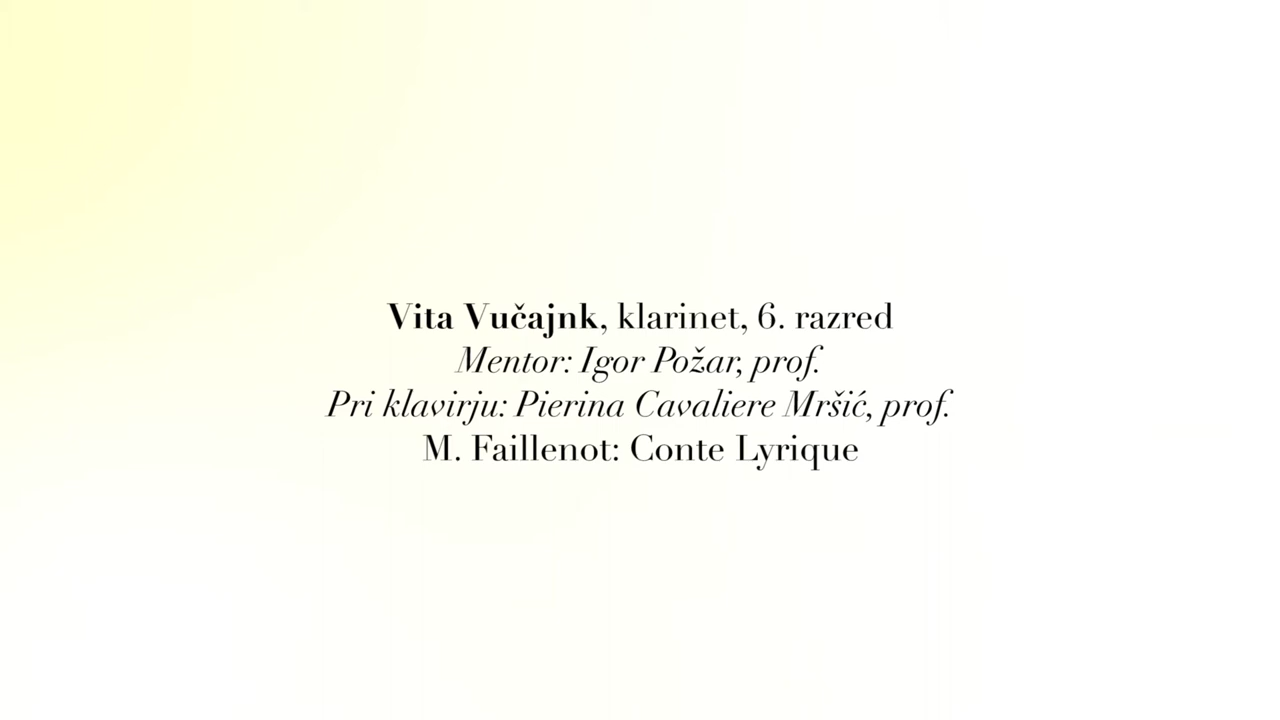 Vita Vučajnk, klarinet, 6. razred
Mentor: Igor Požar, prof.
Pri klavirju: Pierina Cavaliere Mršić, prof.
M. Faillenot: Conte Lyrique